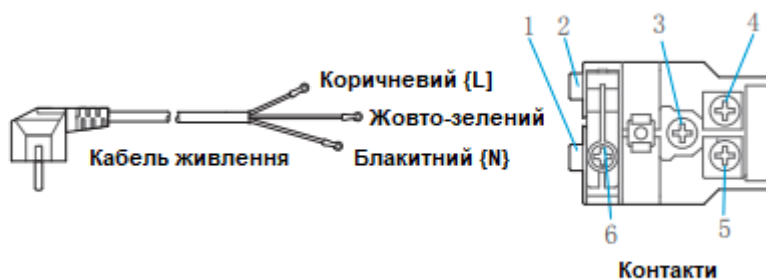 1 2 3 4
Коричневий {L]
Жовто-зелений
Кабель живлення
Блакитний {N}
6 5
Контакти